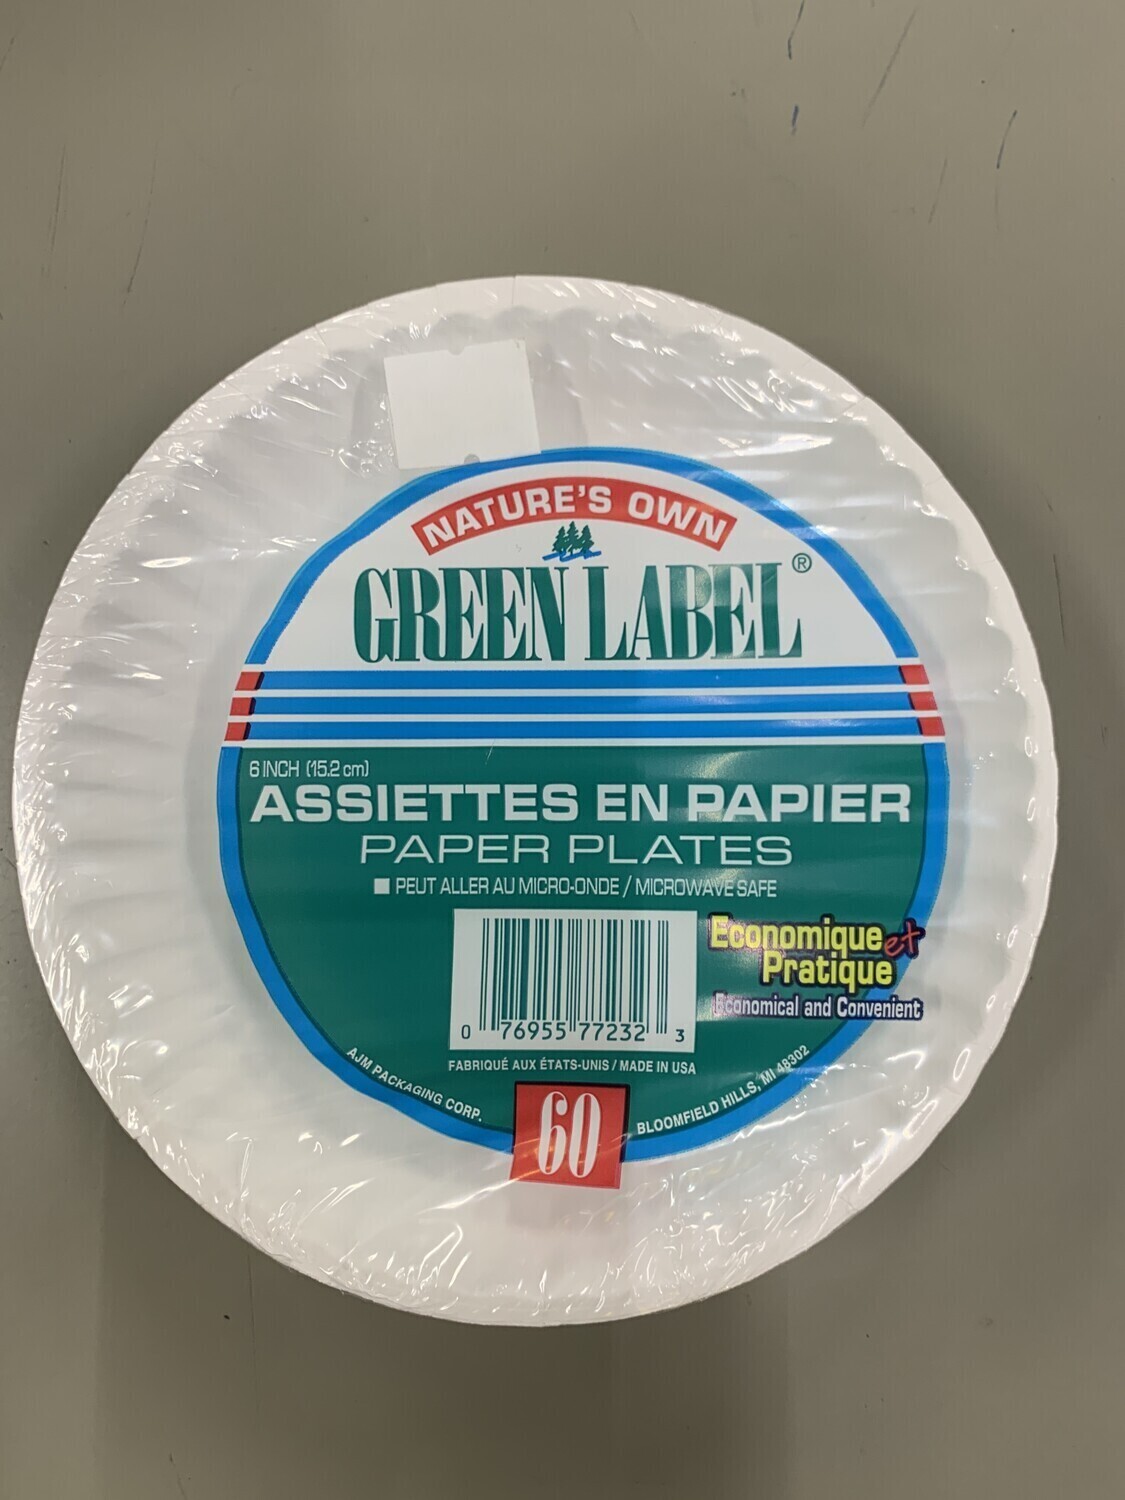 NATURE'S OWN
GREEN LABEL®
6 INCH (15.2 cm)
ASSIETTES EN PAPIER
PAPER PLATES
■ PEUT ALLER AU MICRO-ONDE / MICROWAVE SAFE
Economique et
Pratique
Economical and Convenient
0 76955 77232 3
FABRIQUÉ AUX ÉTATS-UNIS / MADE IN USA
AJM PACKAGING CORP.
60
BLOOMFIELD HILLS, MI 48302